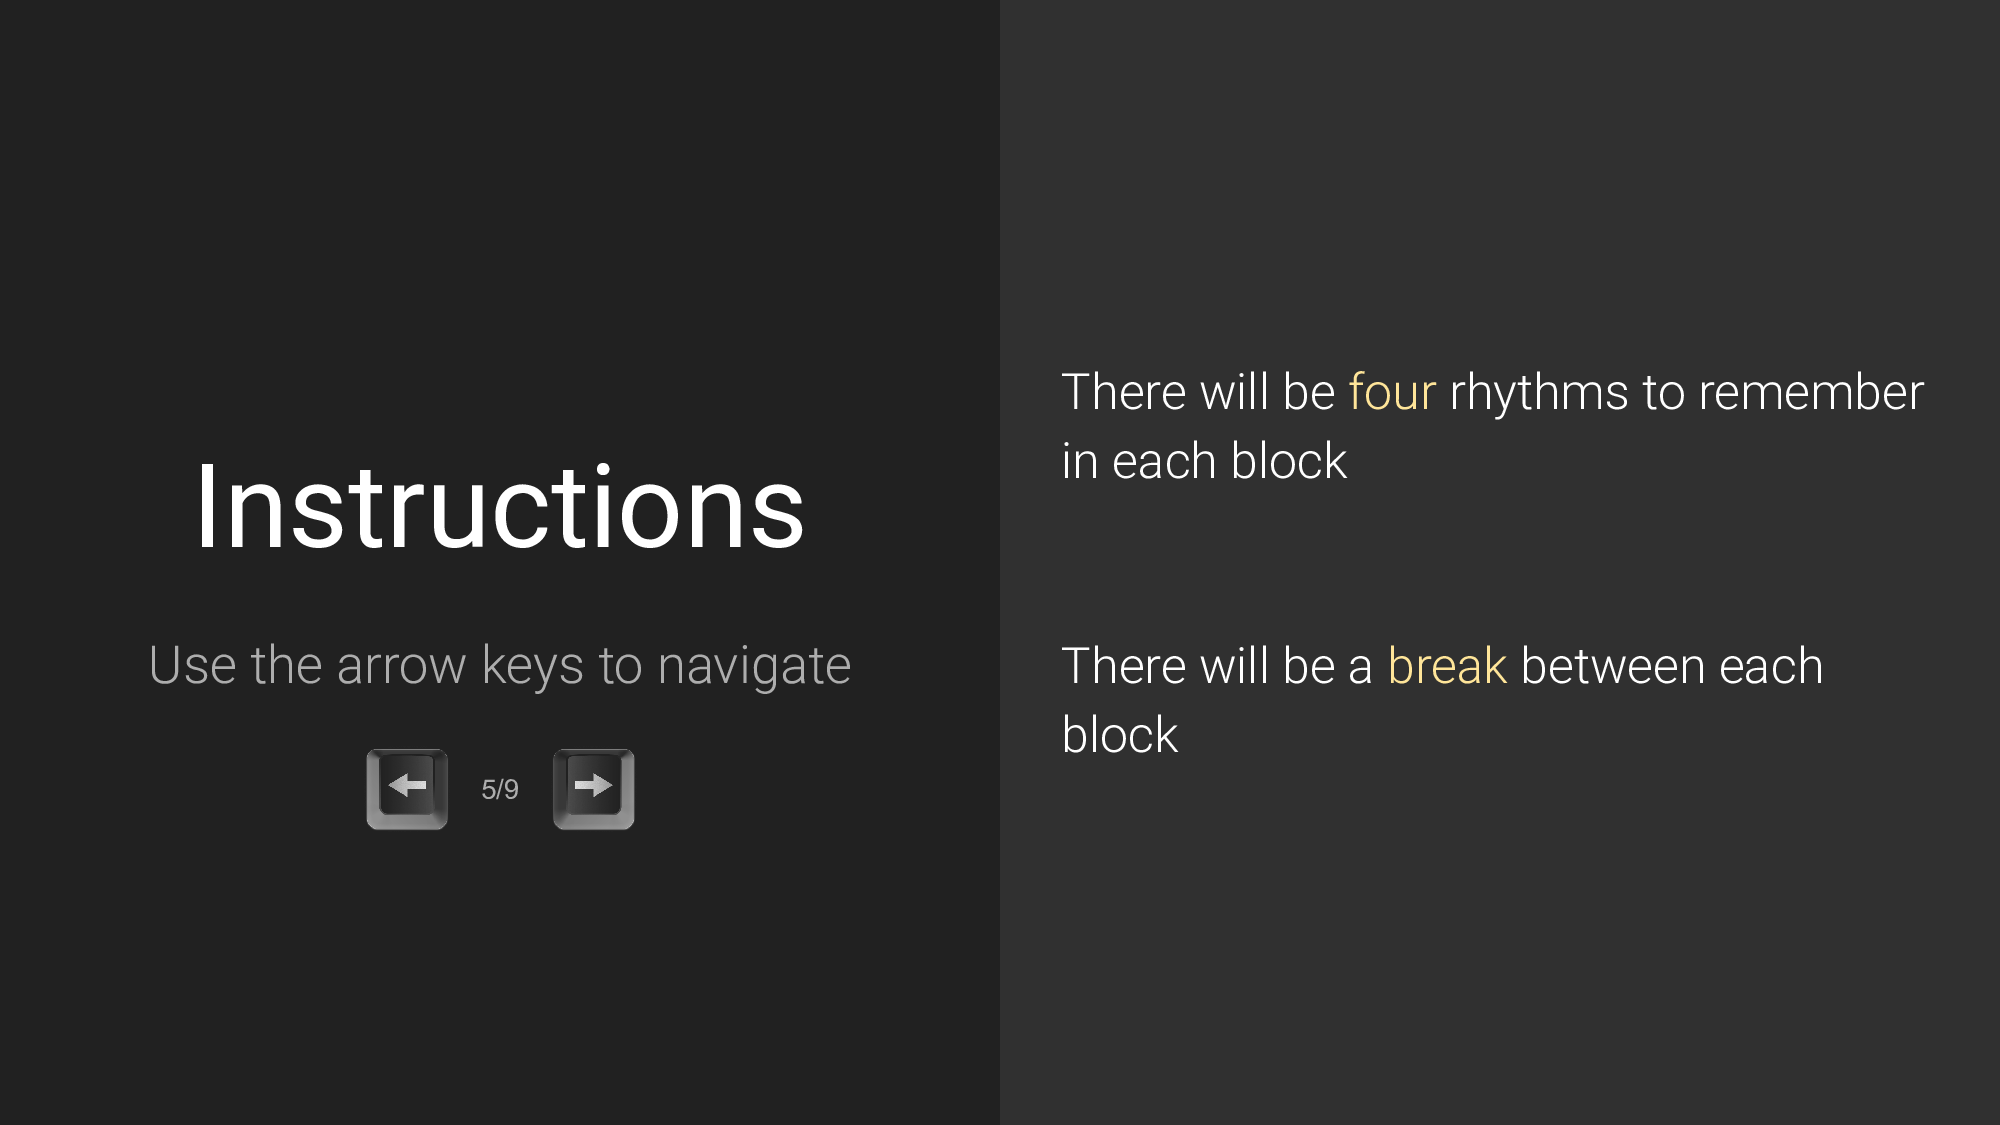 Instructions
Use the arrow keys to navigate
5/9
There will be four rhythms to remember
in each block
There will be a break between each
block